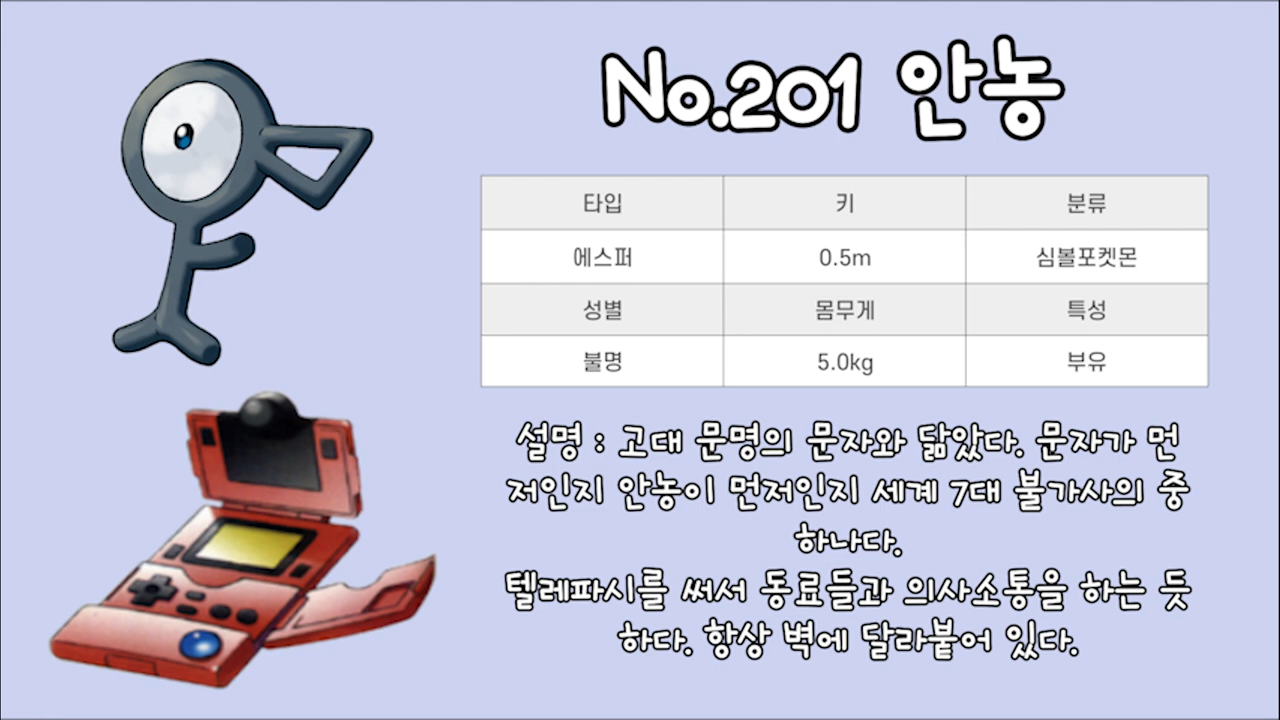 No.201 안농
타입 키 분류
에스퍼 0.5m 심볼포켓몬
성별 몸무게 특성
불명 5.0kg 부유
설명 : 고대 문명의 문자와 닮았다. 문자가 먼
저인지 안농이 먼저인지 세계 7대 불가사의 중
하나다.
텔레파시를 써서 동료들과 의사소통을 하는 듯
하다. 항상 벽에 달라붙어 있다.